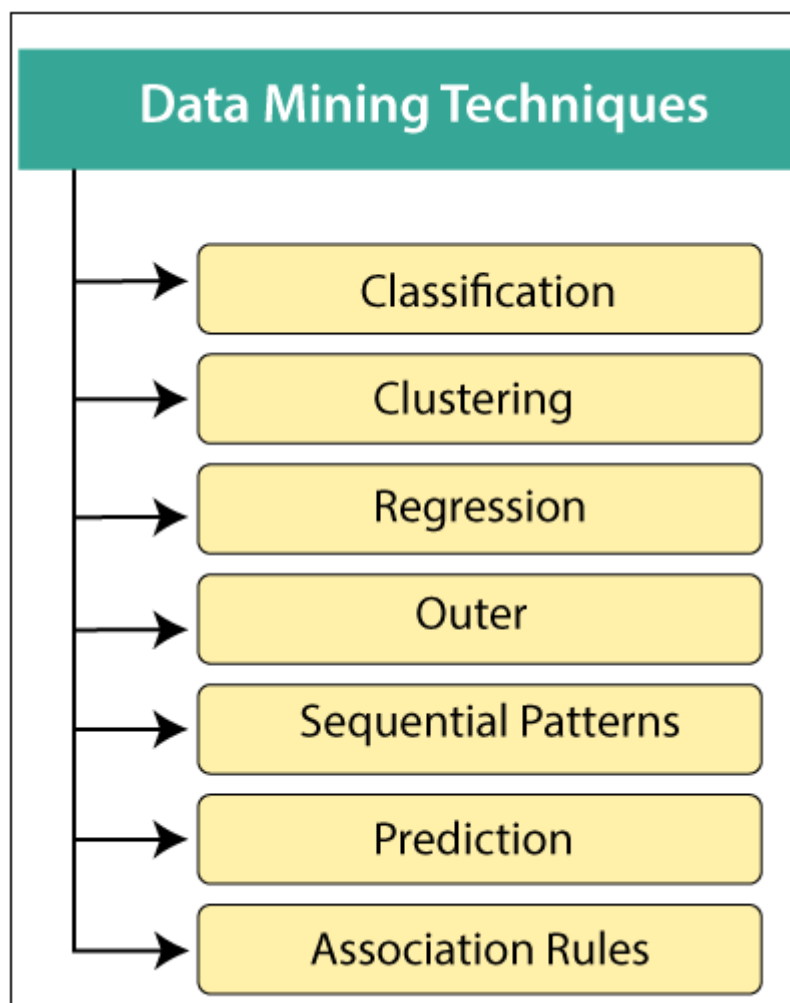 Data Mining Techniques
Classification
Clustering
Regression
Outer
Sequential Patterns
Prediction
Association Rules